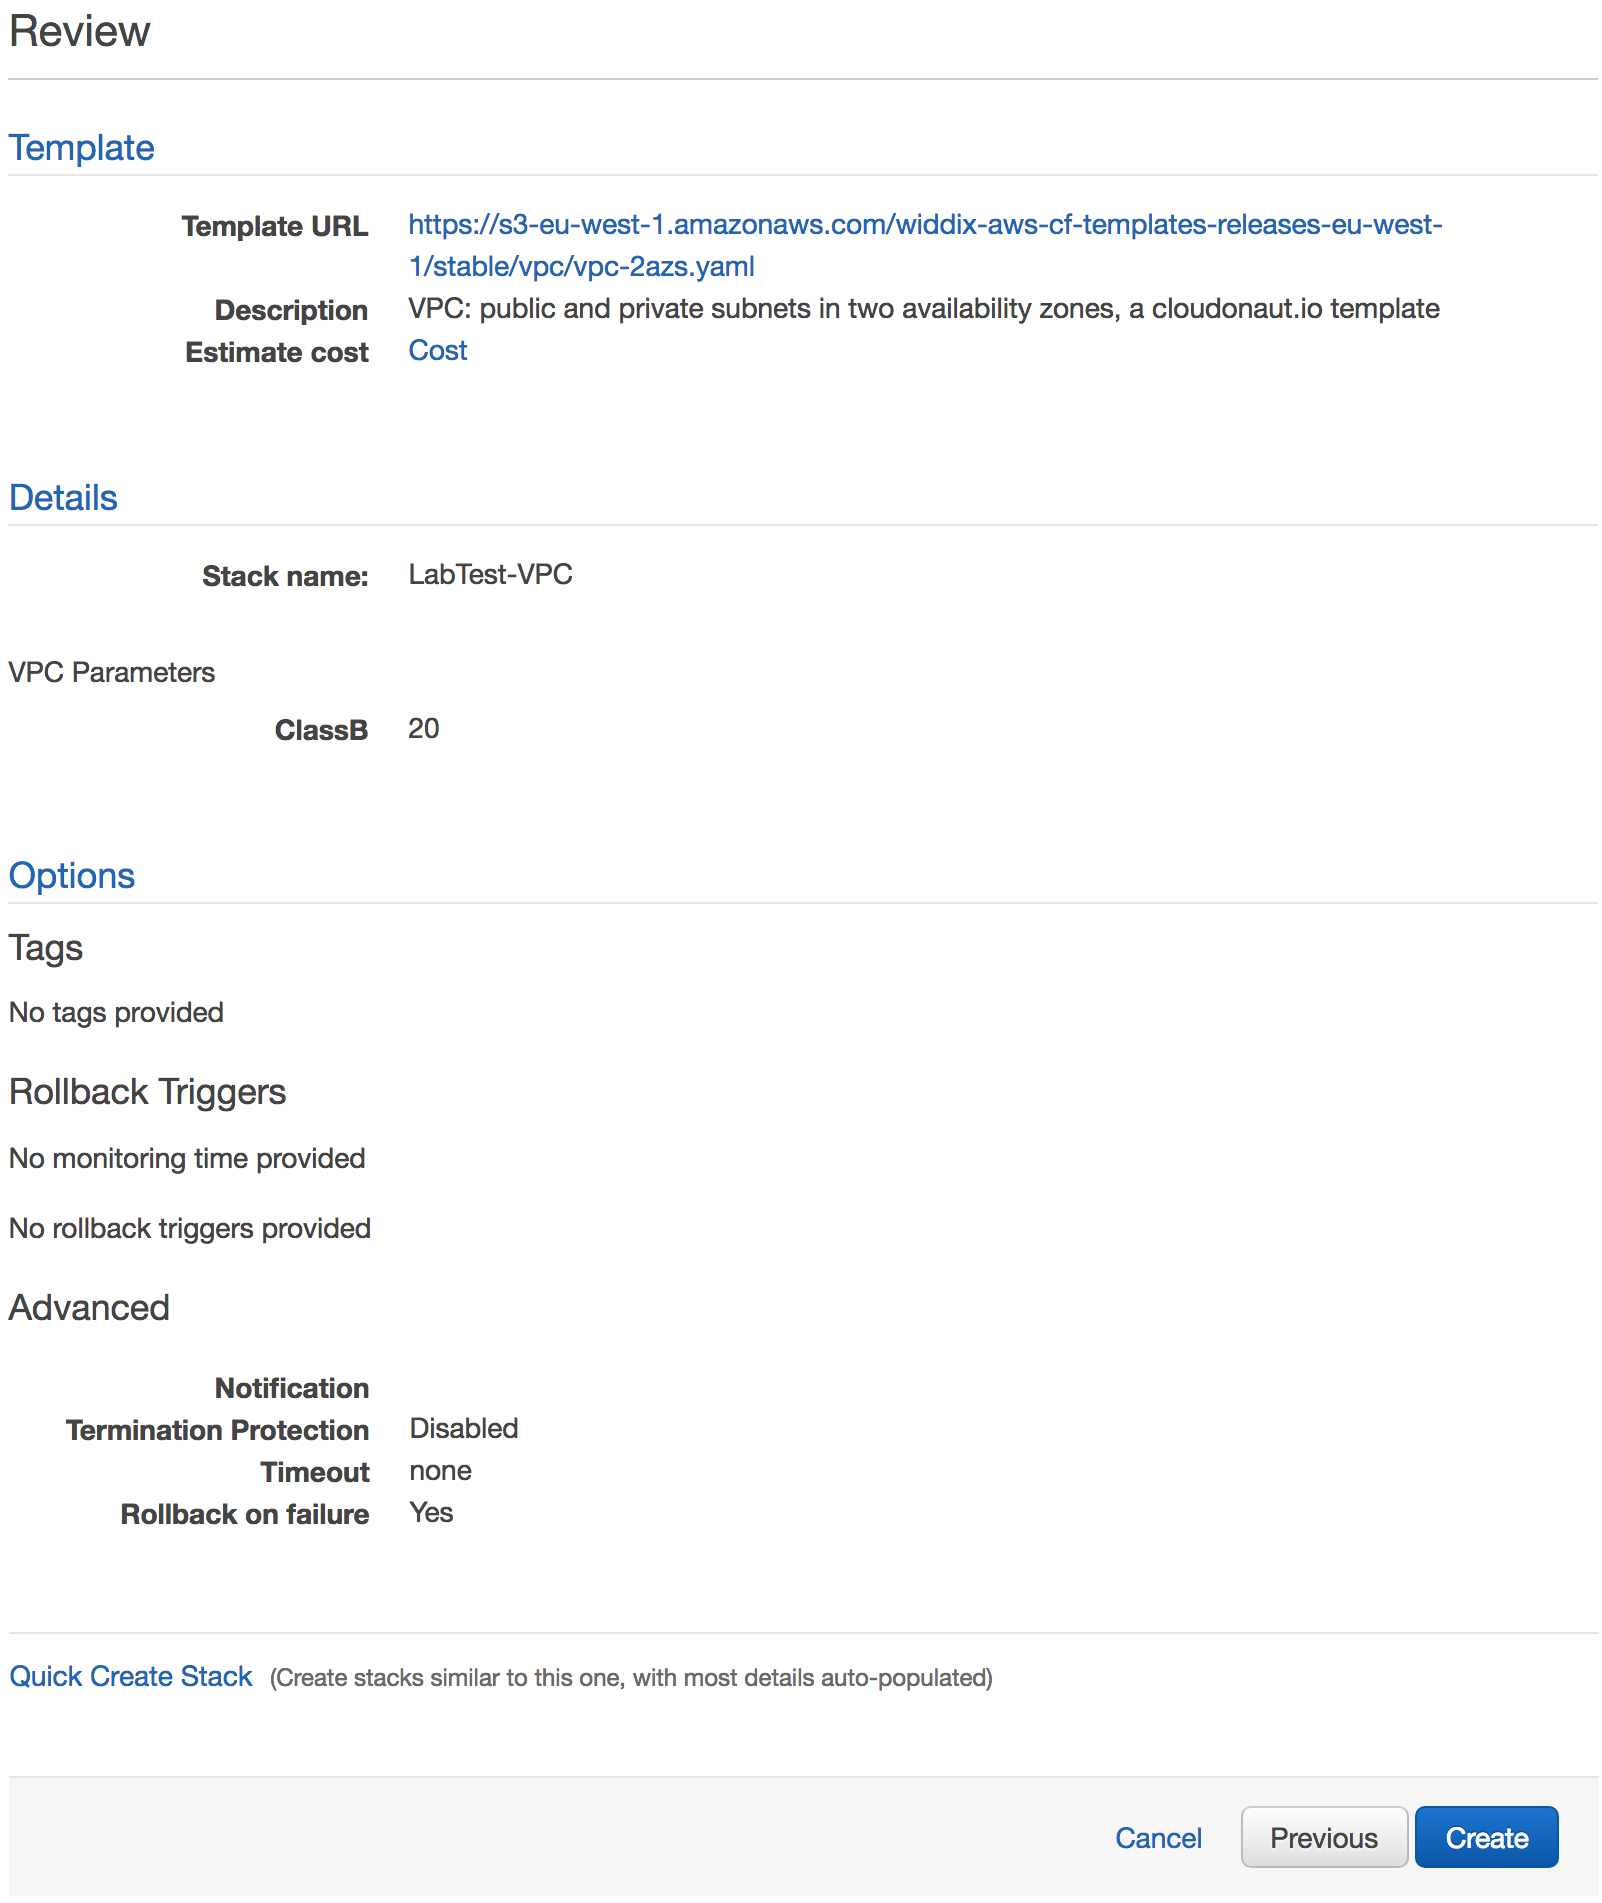 Review
Template
Template URL https://s3-eu-west-1.amazonaws.com/widdix-aws-cf-templates-releases-eu-west-
1/stable/vpc/vpc-2azs.yaml
Description VPC: public and private subnets in two availability zones, a cloudonaut.io template
Estimate cost Cost
Details
Stack name: LabTest-VPC
VPC Parameters
ClassB 20
Options
Tags
No tags provided
Rollback Triggers
No monitoring time provided
No rollback triggers provided
Advanced
Notification
Termination Protection Disabled
Timeout none
Rollback on failure Yes
Quick Create Stack (Create stacks similar to this one, with most details auto-populated)
Cancel Previous Create